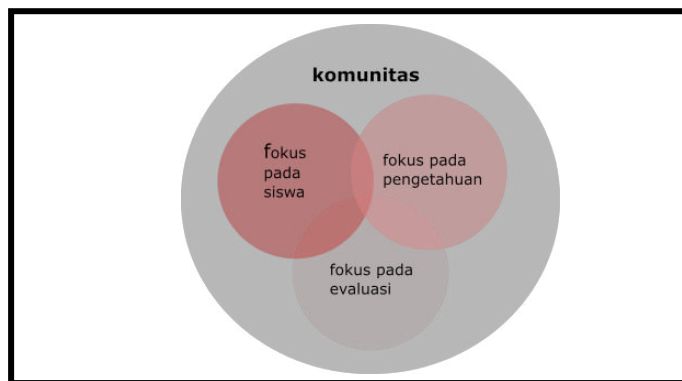 komunitas
fokus
pada
siswa
fokus pada
pengetahuan
fokus pada
evaluasi